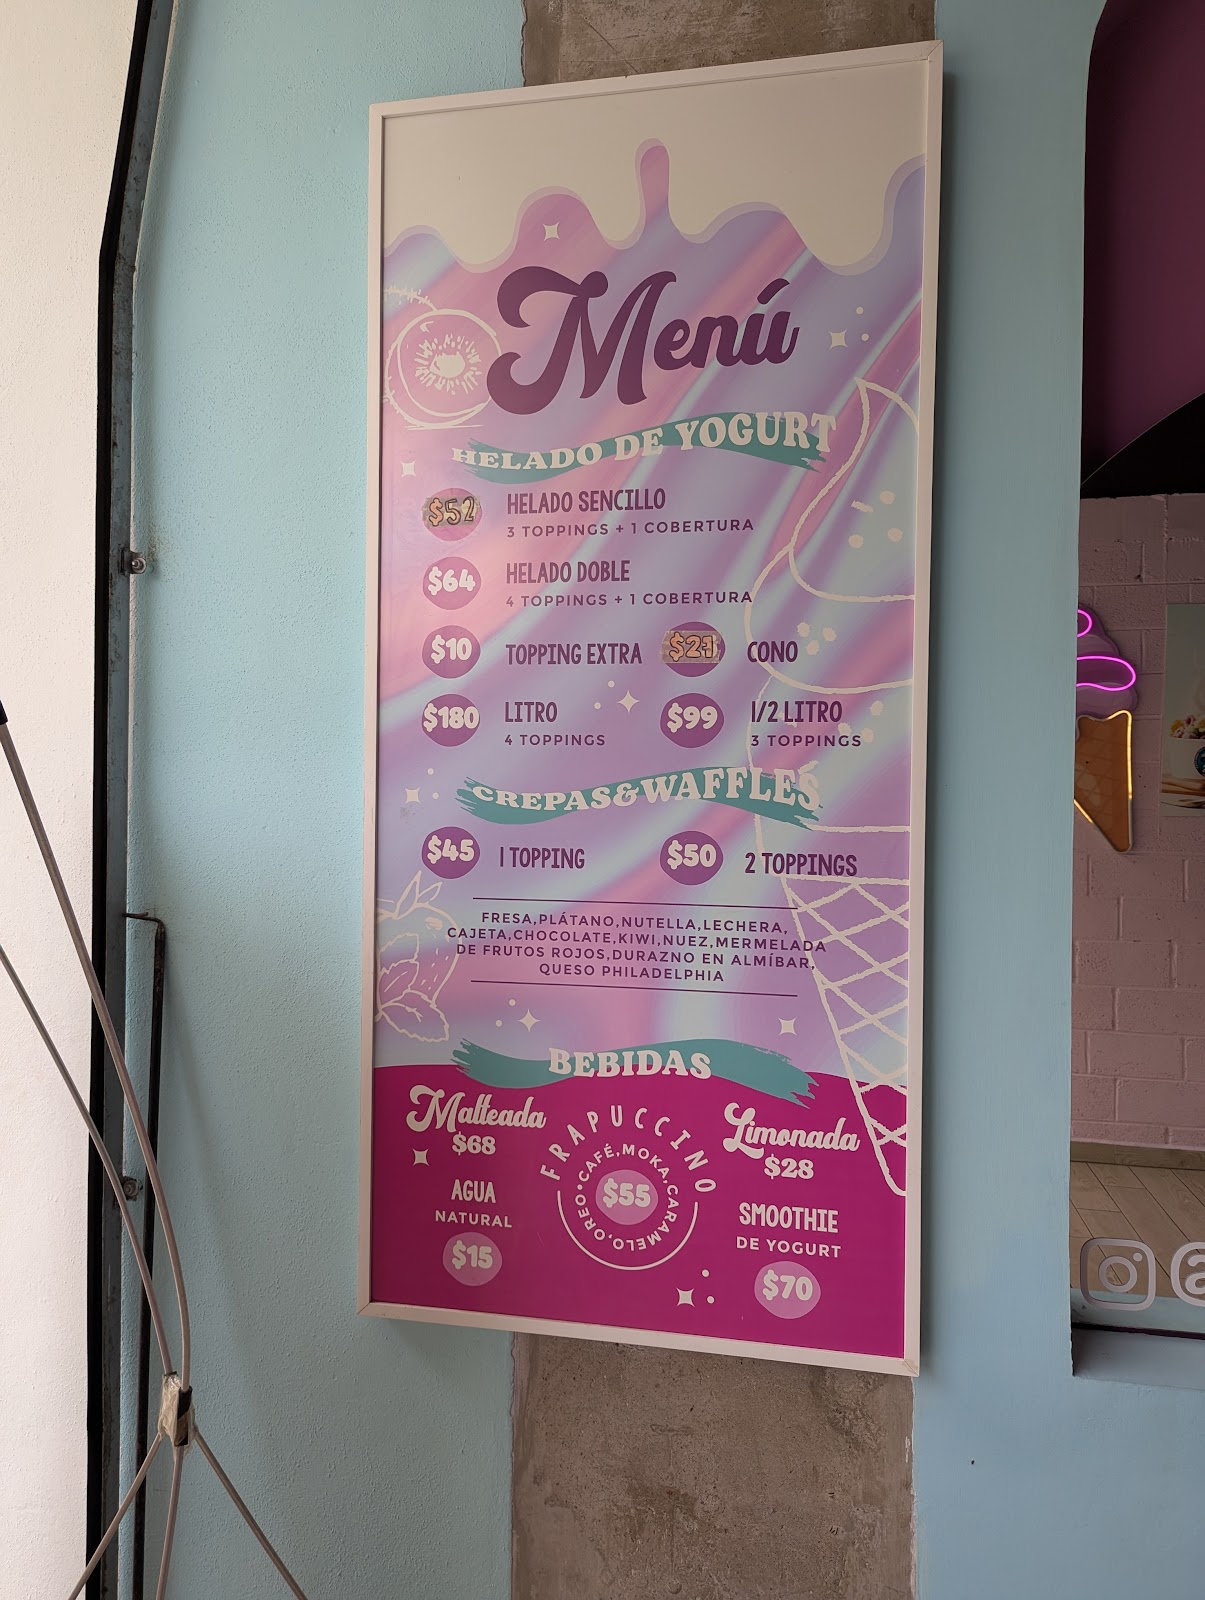 Menú
HELADO DE YOGURT
$52 HELADO SENCILLO
3 TOPPINGS + 1 COBERTURA
$64 HELADO DOBLE
4 TOPPINGS + 1 COBERTURA
$10 TOPPING EXTRA
$21 CONO
$180 LITRO
4 TOPPINGS
$99 1/2 LITRO
3 TOPPINGS
CREPAS&WAFFLES
$45 1 TOPPING
$50 2 TOPPINGS
FRESA,PLÁTANO,NUTELLA,LECHERA,
CAJETA,CHOCOLATE,KIWI,NUEZ,MERMELADA
DE FRUTOS ROJOS,DURAZNO EN ALMÍBAR,
QUESO PHILADELPHIA
BEBIDAS
Malteada
$68
AGUA
NATURAL
$15
FRAPUCCINO
•CAFÉ,MOKA,CARAMELO,OREO
$55
Limonada
$28
SMOOTHIE
DE YOGURT
$70